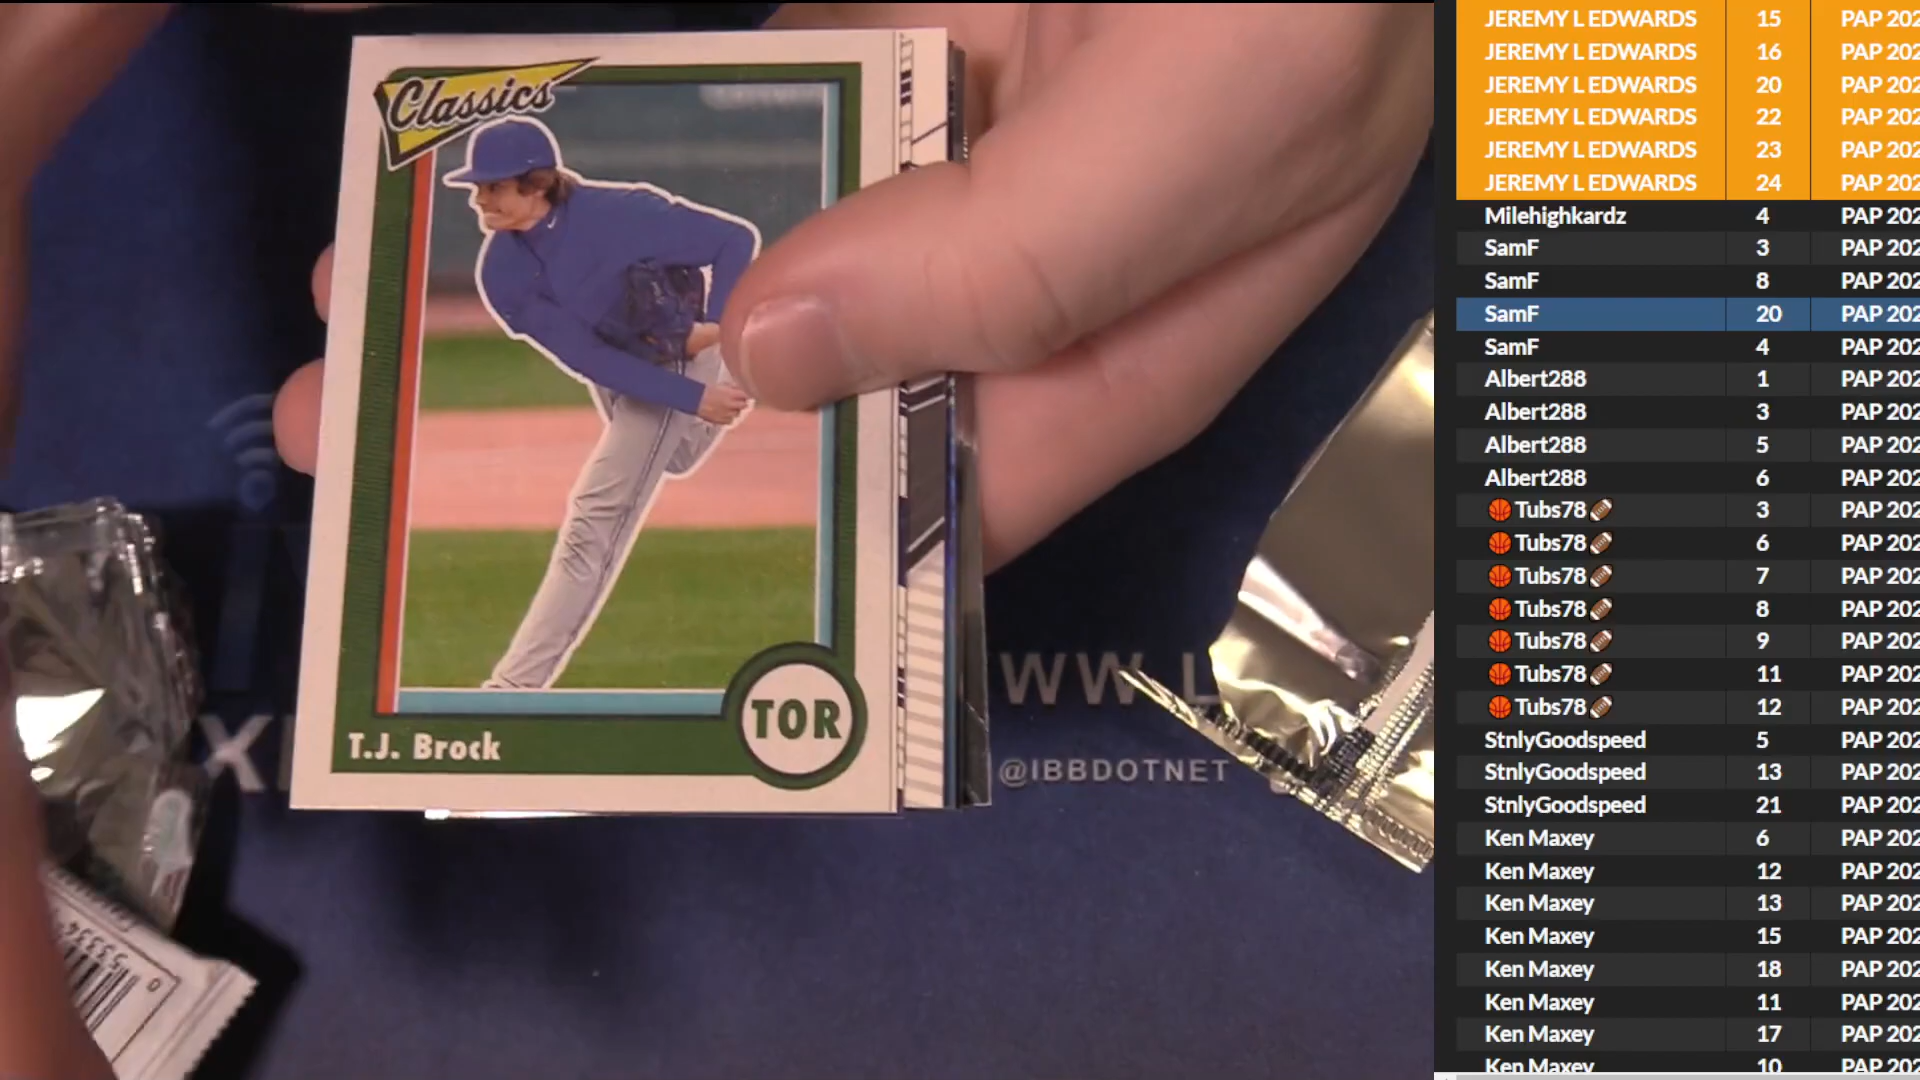 Classics
T.J. Brock
TOR
WW L
@IBBDOTNET
JEREMY L EDWARDS 15 PAP 202
JEREMY L EDWARDS 16 PAP 202
JEREMY L EDWARDS 20 PAP 202
JEREMY L EDWARDS 22 PAP 202
JEREMY L EDWARDS 23 PAP 202
JEREMY L EDWARDS 24 PAP 202
Milehighkardz 4 PAP 202
SamF 3 PAP 202
SamF 8 PAP 202
SamF 20 PAP 202
SamF 4 PAP 202
Albert288 1 PAP 202
Albert288 3 PAP 202
Albert288 5 PAP 202
Albert288 6 PAP 202
🏀 Tubs78🏈 3 PAP 202
🏀 Tubs78🏈 6 PAP 202
🏀 Tubs78🏈 7 PAP 202
🏀 Tubs78🏈 8 PAP 202
🏀 Tubs78🏈 9 PAP 202
🏀 Tubs78🏈 11 PAP 202
🏀 Tubs78🏈 12 PAP 202
StnlyGoodspeed 5 PAP 202
StnlyGoodspeed 13 PAP 202
StnlyGoodspeed 21 PAP 202
Ken Maxey 6 PAP 202
Ken Maxey 12 PAP 202
Ken Maxey 13 PAP 202
Ken Maxey 15 PAP 202
Ken Maxey 18 PAP 202
Ken Maxey 11 PAP 202
Ken Maxey 17 PAP 202
Ken Maxey 10 PAP 202